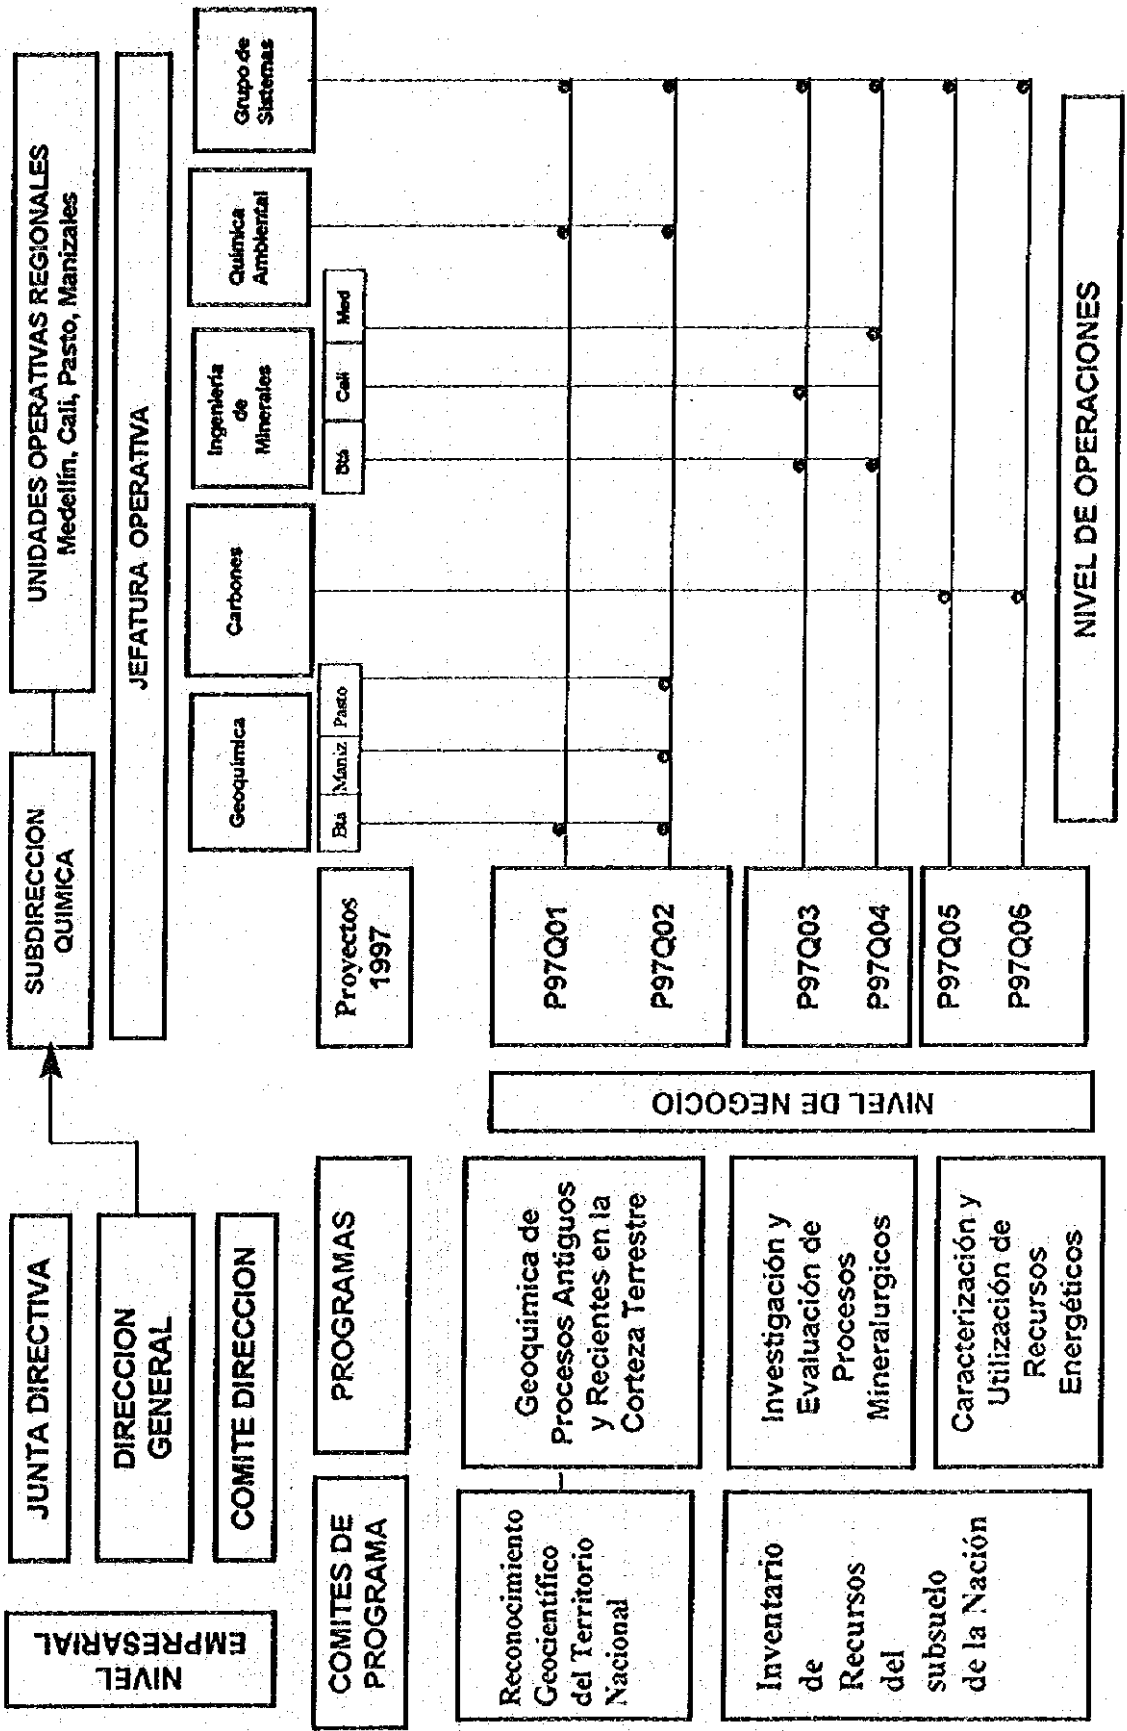 NIVEL
EMPRESARIAL
JUNTA DIRECTIVA
DIRECCION
GENERAL
COMITE DIRECCION
SUBDIRECCION
QUIMICA
UNIDADES OPERATIVAS REGIONALES
Medellín, Cali, Pasto, Manizales
JEFATURA OPERATIVA
Geoquímica
Carbones
Ingeniería
de
Minerales
Química
Ambiental
Grupo de
Sistemas
Bta
Maniz
Pasto
Bta
Cali
Med
COMITES DE
PROGRAMA
PROGRAMAS
Proyectos
1997
Reconocimiento
Geocientífico
del Territorio
Nacional
Geoquimica de
Procesos Antiguos
y Recientes en la
Corteza Terrestre
P97Q01
P97Q02
Inventario
de
Recursos
del
subsuelo
de la Nación
Investigación y
Evaluación de
Procesos
Mineralurgicos
P97Q03
P97Q04
Caracterización y
Utilización de
Recursos
Energéticos
P97Q05
P97Q06
NIVEL DE NEGOCIO
NIVEL DE OPERACIONES